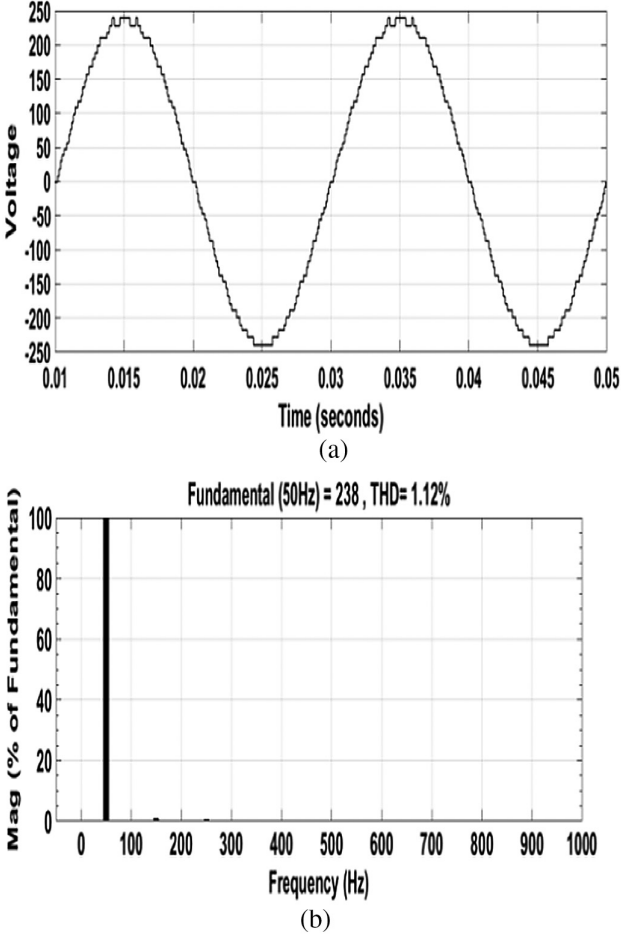 250
200
150
100
50
0
-50
-100
-150
-200
-250
Voltage
0.01 0.015 0.02 0.025 0.03 0.035 0.04 0.045 0.05
Time (seconds)
(a)
Fundamental (50Hz) = 238 , THD= 1.12%
100
80
60
40
20
0
Mag (% of Fundamental)
0 100 200 300 400 500 600 700 800 900 1000
Frequency (Hz)
(b)